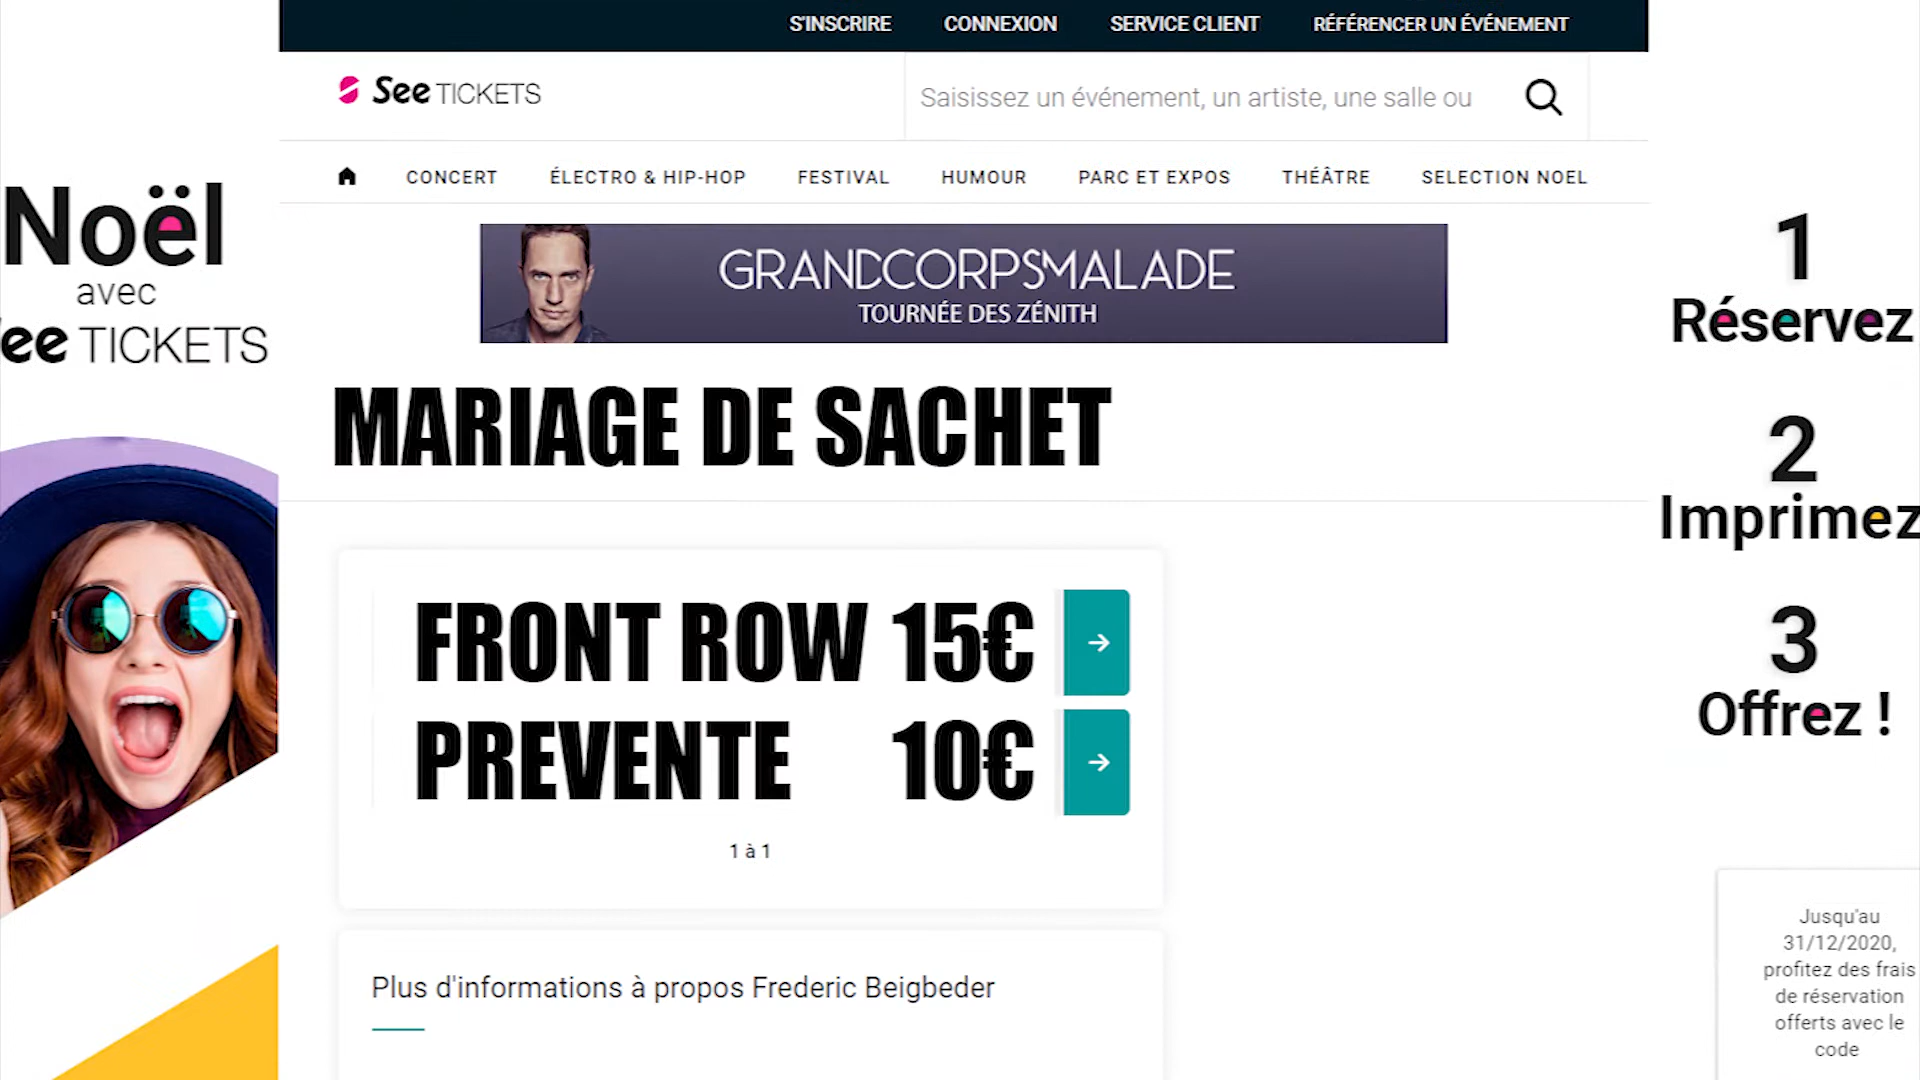 S'INSCRIRE CONNEXION SERVICE CLIENT RÉFÉRENCER UN ÉVÉNEMENT
See TICKETS
Saisissez un événement, un artiste, une salle ou
CONCERT ÉLECTRO & HIP-HOP FESTIVAL HUMOUR PARC ET EXPOS THÉÂTRE SELECTION NOEL
Noël
avec
See TICKETS
GRANDCORPSMALADE
TOURNÉE DES ZÉNITH
MARIAGE DE SACHET
FRONT ROW 15€
PREVENTE 10€
1 à 1
Plus d'informations à propos Frederic Beigbeder
1
Réservez
2
Imprimez
3
Offrez !
Jusqu'au
31/12/2020,
profitez des frais
de réservation
offerts avec le
code